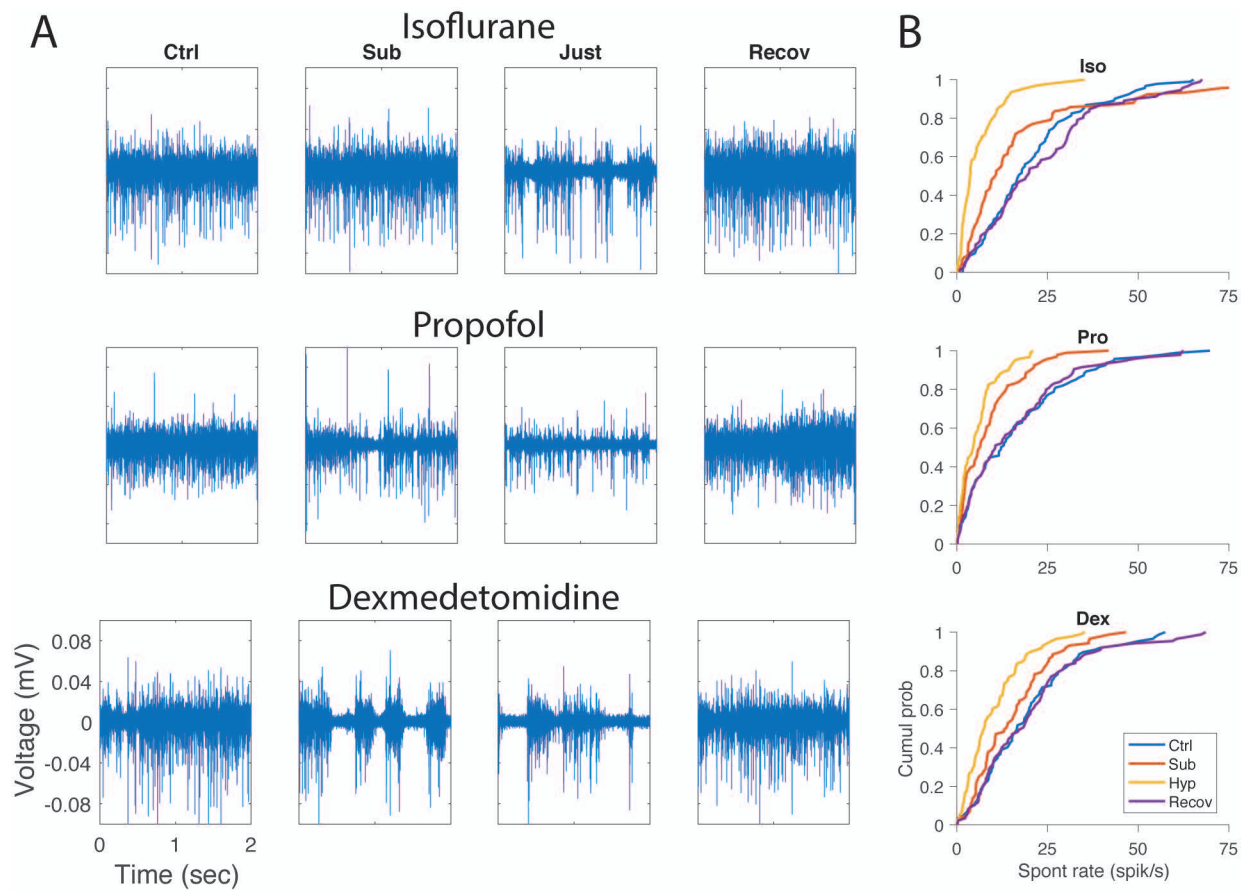 A
Isoflurane
B
Ctrl
Sub
Just
Recov
Iso
1
0.8
0.6
0.4
0.2
0
0
25
50
75
Propofol
Pro
1
0.8
0.6
0.4
0.2
0
0
25
50
75
Dexmedetomidine
Voltage (mV)
0.08
0.04
0
-0.04
-0.08
0
1
2
Time (sec)
Dex
Cumul prob
1
0.8
0.6
0.4
0.2
0
Ctrl
Sub
Hyp
Recov
0
25
50
75
Spont rate (spik/s)